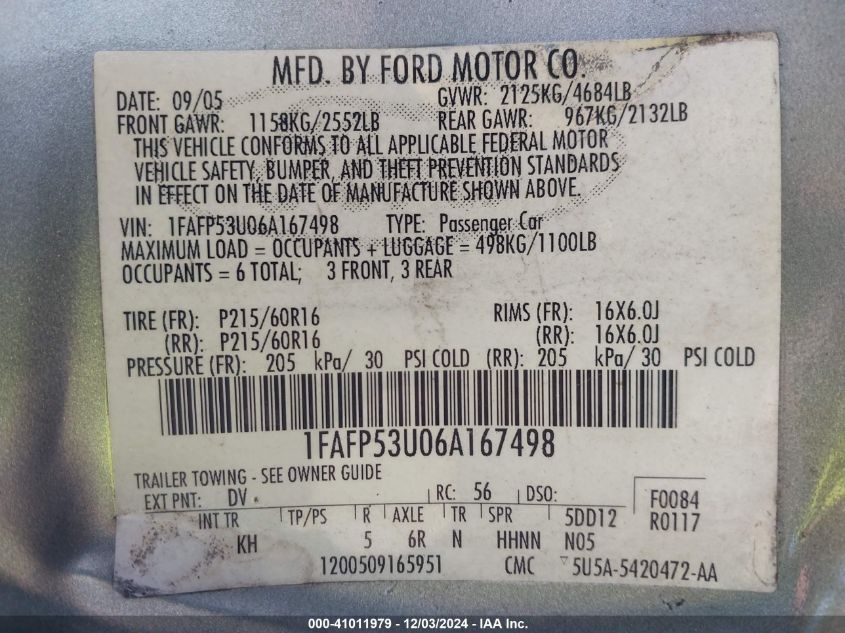 MFD. BY FORD MOTOR CO.
DATE: 09/05 GVWR: 2125KG/4684LB
FRONT GAWR: 1158KG/2552LB REAR GAWR: 967KG/2132LB
THIS VEHICLE CONFORMS TO ALL APPLICABLE FEDERAL MOTOR
VEHICLE SAFETY, BUMPER, AND THEFT PREVENTION STANDARDS
IN EFFECT ON THE DATE OF MANUFACTURE SHOWN ABOVE.
VIN: 1FAFP53U06A167498 TYPE: Passenger Car
MAXIMUM LOAD = OCCUPANTS + LUGGAGE = 498KG/1100LB
OCCUPANTS = 6 TOTAL; 3 FRONT, 3 REAR
TIRE (FR): P215/60R16 RIMS (FR): 16X6.0J
(RR): P215/60R16 (RR): 16X6.0J
PRESSURE (FR): 205 kPa/ 30 PSI COLD (RR): 205 kPa/ 30 PSI COLD
1FAFP53U06A167498
TRAILER TOWING - SEE OWNER GUIDE
EXT PNT: DV RC: 56 DSO: F0084
INT TR TP/PS R AXLE TR SPR 5DD12 R0117
KH 5 6R N HHNN N05
1200509165951 CMC 5U5A-5420472-AA
000-41011979 - 12/03/2024 - IAA Inc.